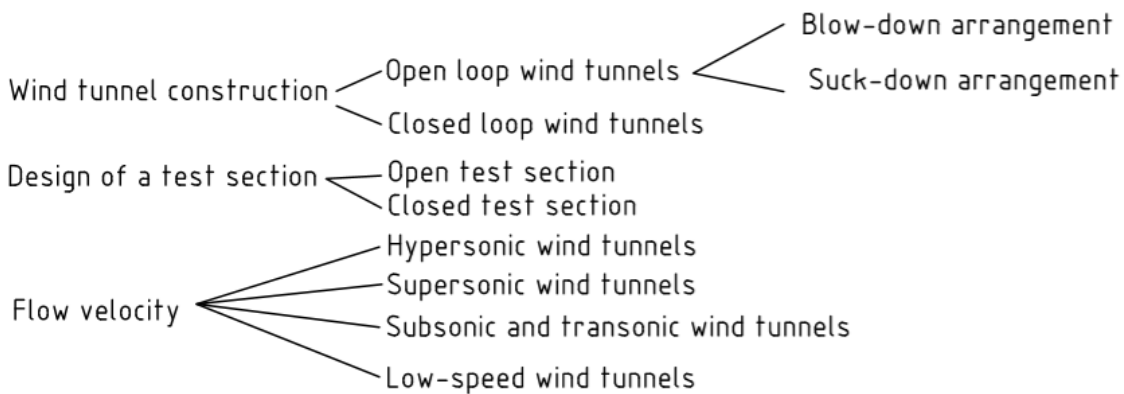 Blow-down arrangement
Open loop wind tunnels
Suck-down arrangement
Wind tunnel construction
Closed loop wind tunnels
Open test section
Design of a test section
Closed test section
Hypersonic wind tunnels
Supersonic wind tunnels
Flow velocity
Subsonic and transonic wind tunnels
Low-speed wind tunnels